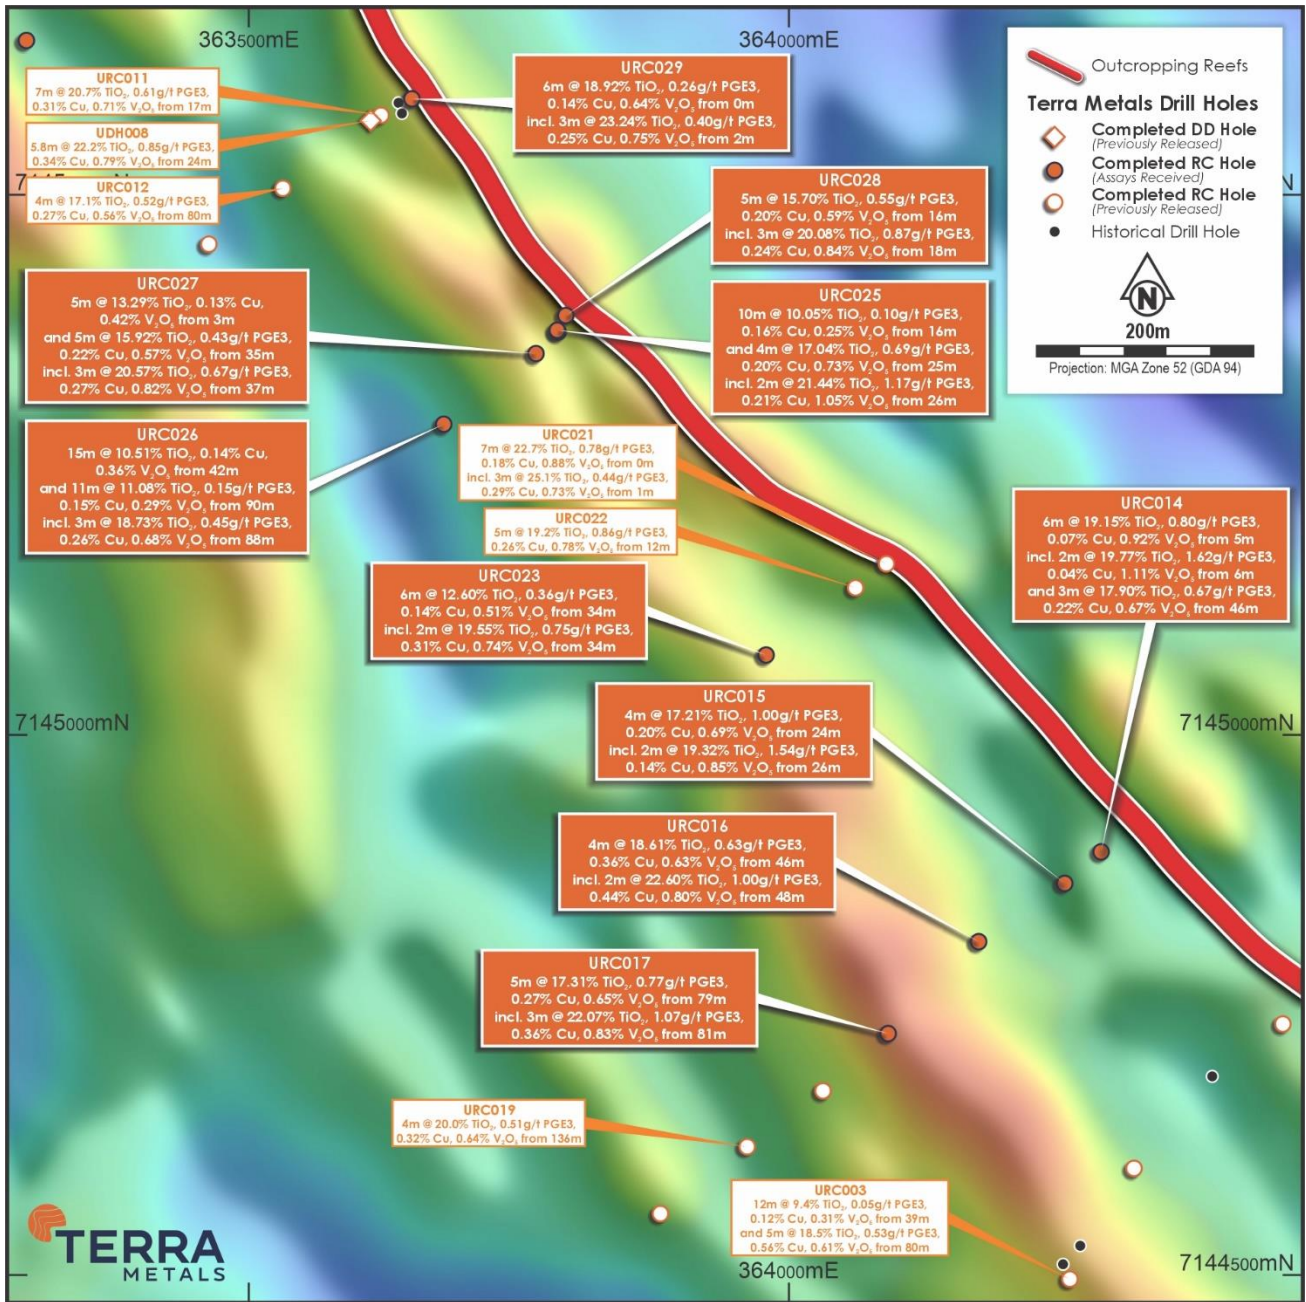 363500mE
364000mE
Outcropping Reefs
Terra Metals Drill Holes
Completed DD Hole
(Previously Released)
Completed RC Hole
(Assays Received)
Completed RC Hole
(Previously Released)
Historical Drill Hole
N
200m
Projection: MGA Zone 52 (GDA 94)
URC011
7m @ 20.7% TiO₂, 0.61g/t PGE3,
0.31% Cu, 0.71% V₂O₅ from 17m
UDH008
5.8m @ 22.2% TiO₂, 0.85g/t PGE3,
0.34% Cu, 0.79% V₂O₅ from 24m
URC012
4m @ 17.1% TiO₂, 0.52g/t PGE3,
0.27% Cu, 0.56% V₂O₅ from 80m
URC029
6m @ 18.92% TiO₂, 0.26g/t PGE3,
0.14% Cu, 0.64% V₂O₅ from 0m
incl. 3m @ 23.24% TiO₂, 0.40g/t PGE3,
0.25% Cu, 0.75% V₂O₅ from 2m
URC028
5m @ 15.70% TiO₂, 0.55g/t PGE3,
0.20% Cu, 0.59% V₂O₅ from 16m
incl. 3m @ 20.08% TiO₂, 0.87g/t PGE3,
0.24% Cu, 0.84% V₂O₅ from 18m
URC027
5m @ 13.29% TiO₂, 0.13% Cu,
0.42% V₂O₅ from 3m
and 5m @ 15.92% TiO₂, 0.43g/t PGE3,
0.22% Cu, 0.57% V₂O₅ from 35m
incl. 3m @ 20.57% TiO₂, 0.67g/t PGE3,
0.27% Cu, 0.82% V₂O₅ from 37m
URC025
10m @ 10.05% TiO₂, 0.10g/t PGE3,
0.16% Cu, 0.25% V₂O₅ from 16m
and 4m @ 17.04% TiO₂, 0.69g/t PGE3,
0.20% Cu, 0.73% V₂O₅ from 25m
incl. 2m @ 21.44% TiO₂, 1.17g/t PGE3,
0.21% Cu, 1.05% V₂O₅ from 26m
URC026
15m @ 10.51% TiO₂, 0.14% Cu,
0.36% V₂O₅ from 42m
and 11m @ 11.08% TiO₂, 0.15g/t PGE3,
0.15% Cu, 0.29% V₂O₅ from 90m
incl. 3m @ 18.73% TiO₂, 0.45g/t PGE3,
0.26% Cu, 0.68% V₂O₅ from 88m
URC021
7m @ 22.7% TiO₂, 0.78g/t PGE3,
0.18% Cu, 0.88% V₂O₅ from 0m
Incl. 3m @ 25.1% TiO₂, 0.44g/t PGE3,
0.29% Cu, 0.73% V₂O₅ from 1m
URC022
5m @ 19.2% TiO₂, 0.86g/t PGE3,
0.26% Cu, 0.78% V₂O₅ from 12m
URC014
6m @ 19.15% TiO₂, 0.80g/t PGE3,
0.07% Cu, 0.92% V₂O₅ from 5m
incl. 2m @ 19.77% TiO₂, 1.62g/t PGE3,
0.04% Cu, 1.11% V₂O₅ from 6m
and 3m @ 17.90% TiO₂, 0.67g/t PGE3,
0.22% Cu, 0.67% V₂O₅ from 46m
URC023
6m @ 12.60% TiO₂, 0.36g/t PGE3,
0.14% Cu, 0.51% V₂O₅ from 34m
incl. 2m @ 19.55% TiO₂, 0.75g/t PGE3,
0.31% Cu, 0.74% V₂O₅ from 34m
7145000mN
7145000mN
URC015
4m @ 17.21% TiO₂, 1.00g/t PGE3,
0.20% Cu, 0.69% V₂O₅ from 24m
incl. 2m @ 19.32% TiO₂, 1.54g/t PGE3,
0.14% Cu, 0.85% V₂O₅ from 26m
URC016
4m @ 18.61% TiO₂, 0.63g/t PGE3,
0.36% Cu, 0.63% V₂O₅ from 46m
incl. 2m @ 22.60% TiO₂, 1.00g/t PGE3,
0.44% Cu, 0.80% V₂O₅ from 48m
URC017
5m @ 17.31% TiO₂, 0.77g/t PGE3,
0.27% Cu, 0.65% V₂O₅ from 79m
incl. 3m @ 22.07% TiO₂, 1.07g/t PGE3,
0.36% Cu, 0.83% V₂O₅ from 81m
URC019
4m @ 20.0% TiO₂, 0.51g/t PGE3,
0.32% Cu, 0.64% V₂O₅ from 136m
URC003
12m @ 9.4% TiO₂, 0.05g/t PGE3,
0.12% Cu, 0.31% V₂O₅ from 39m
and 5m @ 18.5% TiO₂, 0.53g/t PGE3,
0.56% Cu, 0.61% V₂O₅ from 80m
TERRA
METALS
364000mE
7144500mN